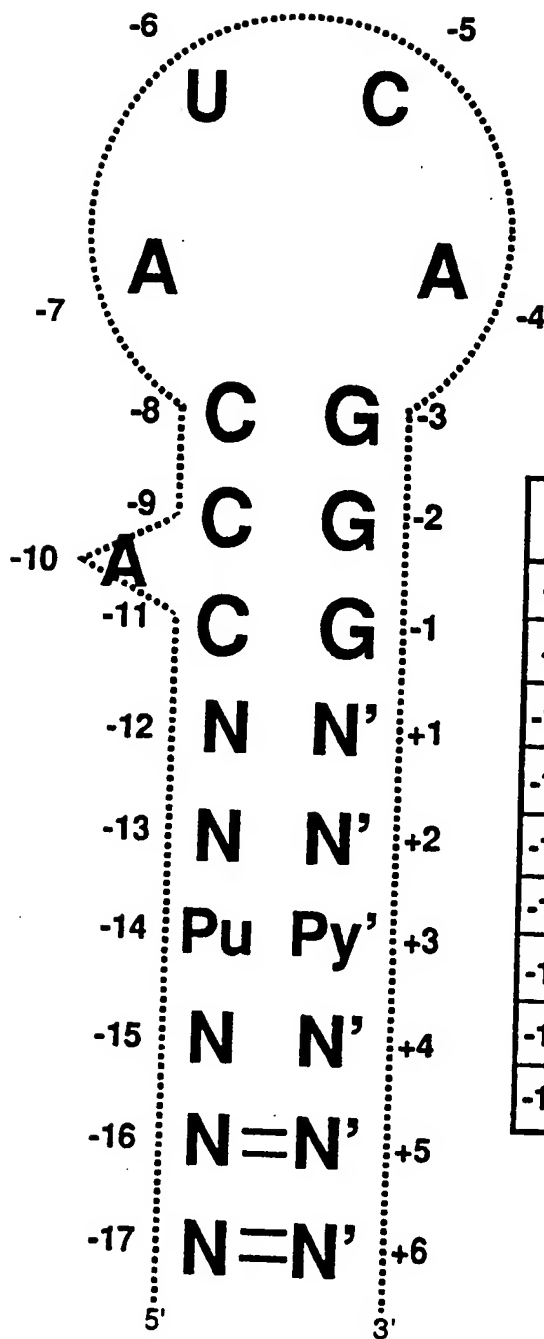 -6 -5
U C
A A
-7 -4
-8 C G -3
-9 C G -2
-10 A
-11 C G -1
-12 N N' +1
-13 N N' +2
-14 Pu Py' +3
-15 N N' +4
-16 N N' +5
-17 N N' +6
5' 3'